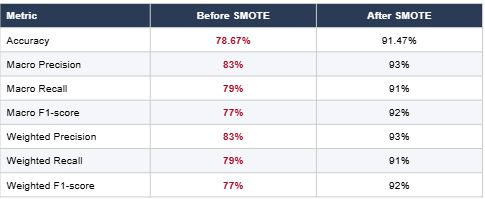 Metric Before SMOTE After SMOTE
Accuracy 78.67% 91.47%
Macro Precision 83% 93%
Macro Recall 79% 91%
Macro F1-score 77% 92%
Weighted Precision 83% 93%
Weighted Recall 79% 91%
Weighted F1-score 77% 92%